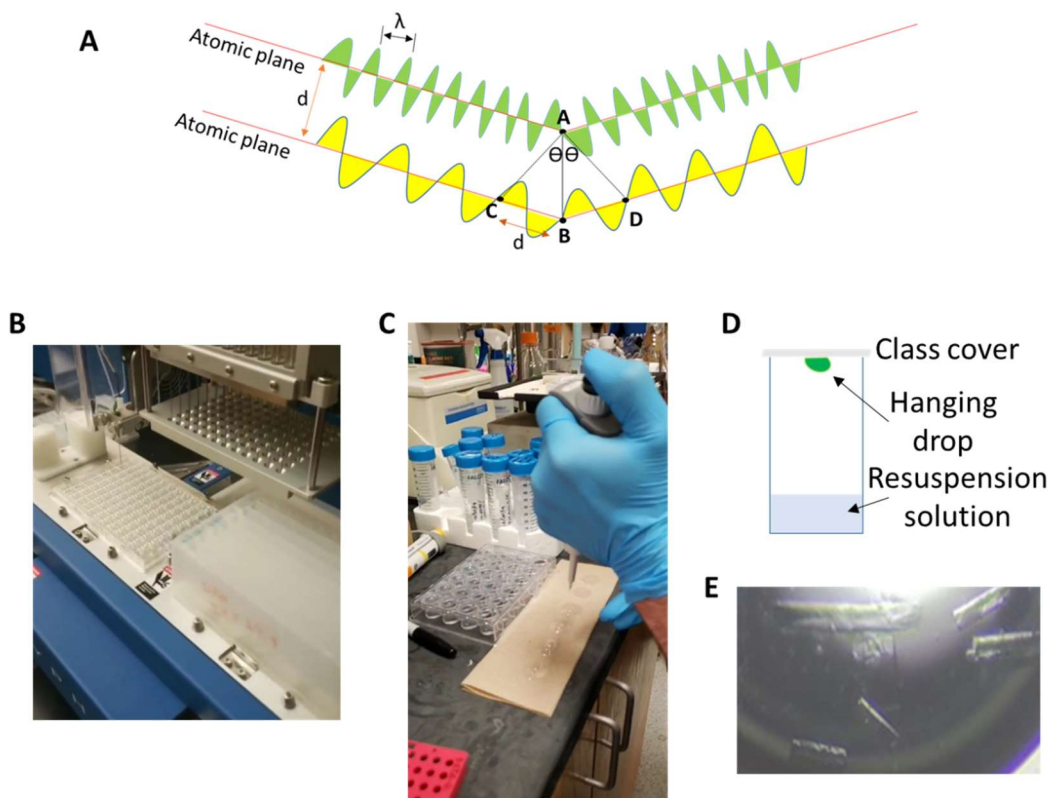 A
λ
Atomic plane
d
Atomic plane
A
ϴϴ
C
B
D
d
B
C
D
Class cover
Hanging
drop
Resuspension
solution
E